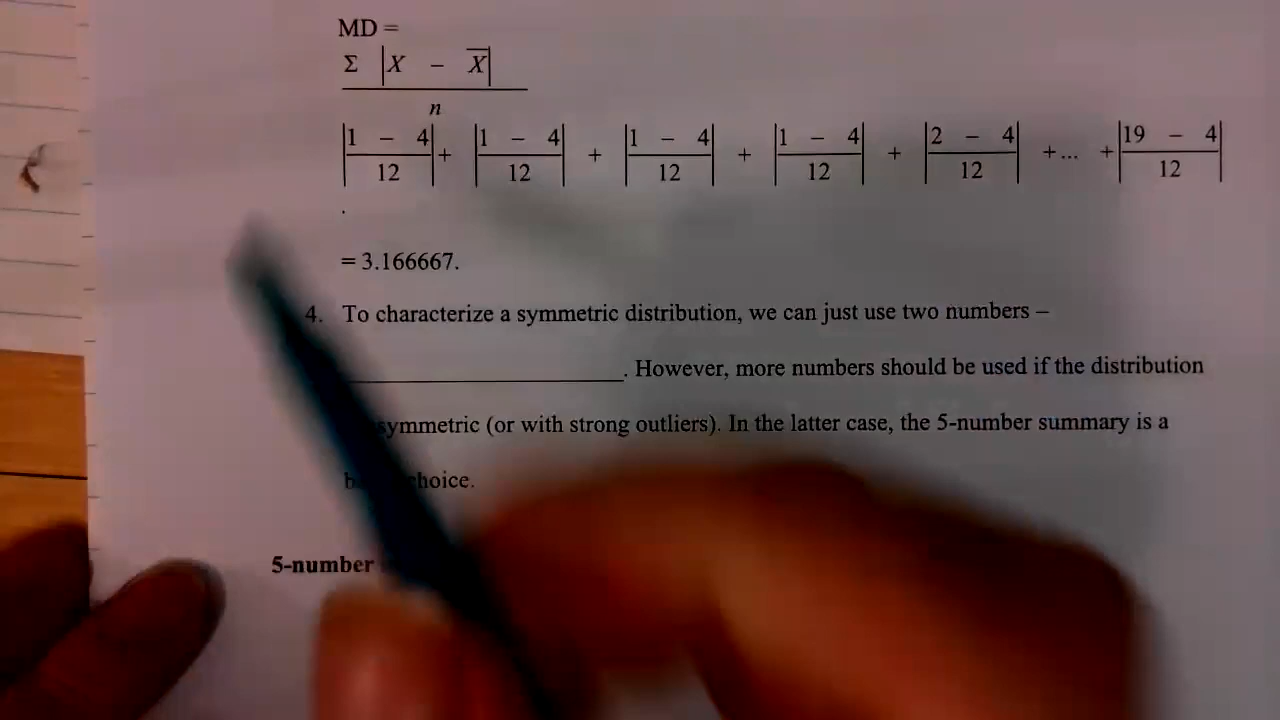 MD =
Σ |X − X̅|
n
|1 − 4| + |1 − 4| + |1 − 4| + |1 − 4| + |2 − 4| +... + |19 − 4|
12 12 12 12 12 12
.
= 3.166667.
4. To characterize a symmetric distribution, we can just use two numbers –
____________________. However, more numbers should be used if the distribution
symmetric (or with strong outliers). In the latter case, the 5-number summary is a
choice.
5-number